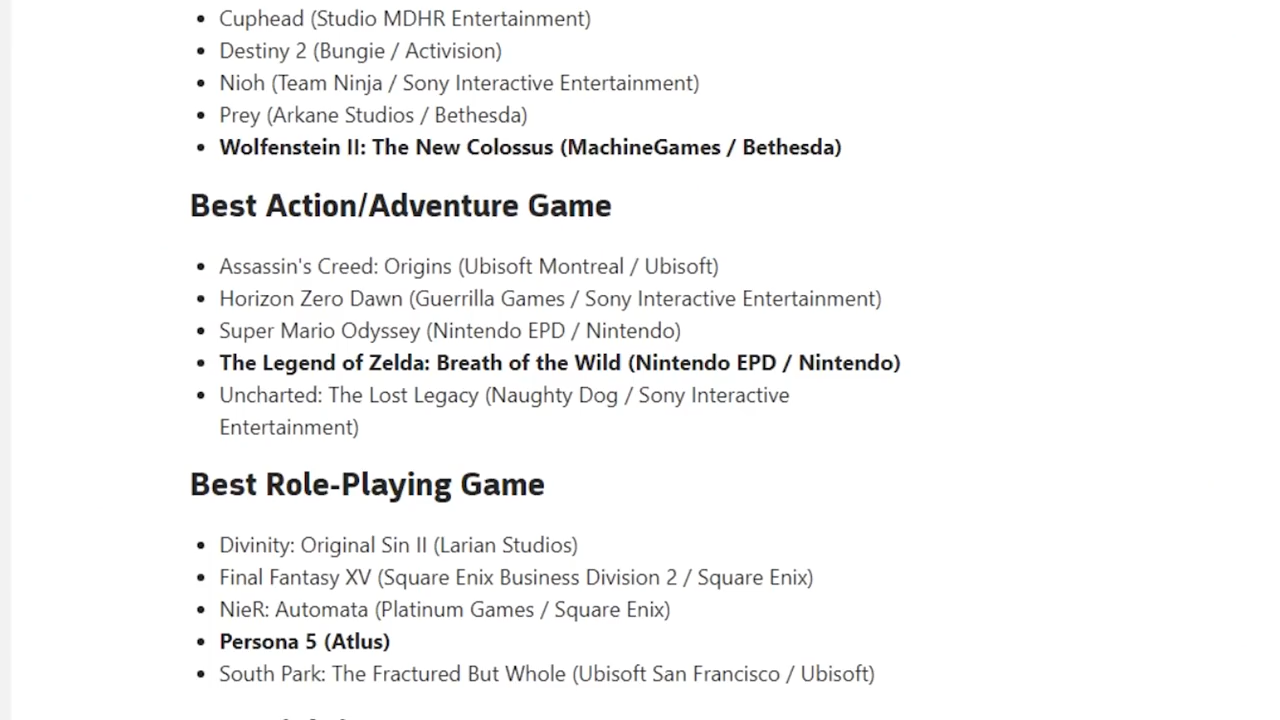 Cuphead (Studio MDHR Entertainment)
Destiny 2 (Bungie / Activision)
Nioh (Team Ninja / Sony Interactive Entertainment)
Prey (Arkane Studios / Bethesda)
Wolfenstein II: The New Colossus (MachineGames / Bethesda)
Best Action/Adventure Game
Assassin's Creed: Origins (Ubisoft Montreal / Ubisoft)
Horizon Zero Dawn (Guerrilla Games / Sony Interactive Entertainment)
Super Mario Odyssey (Nintendo EPD / Nintendo)
The Legend of Zelda: Breath of the Wild (Nintendo EPD / Nintendo)
Uncharted: The Lost Legacy (Naughty Dog / Sony Interactive
Entertainment)
Best Role-Playing Game
Divinity: Original Sin II (Larian Studios)
Final Fantasy XV (Square Enix Business Division 2 / Square Enix)
NieR: Automata (Platinum Games / Square Enix)
Persona 5 (Atlus)
South Park: The Fractured But Whole (Ubisoft San Francisco / Ubisoft)